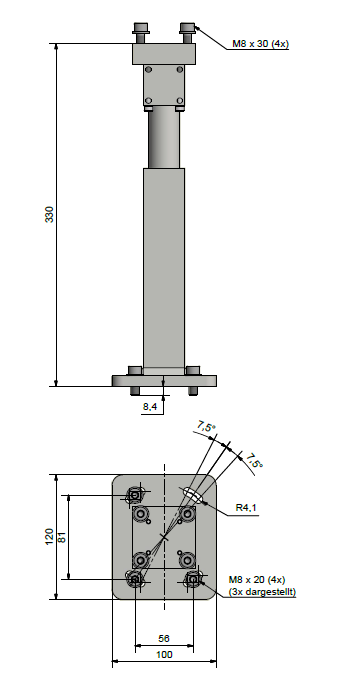 M8 x 30 (4x)
330
8,4
7,5°
7,5°
R4,1
120
81
M8 x 20 (4x)
(3x dargestellt)
56
100